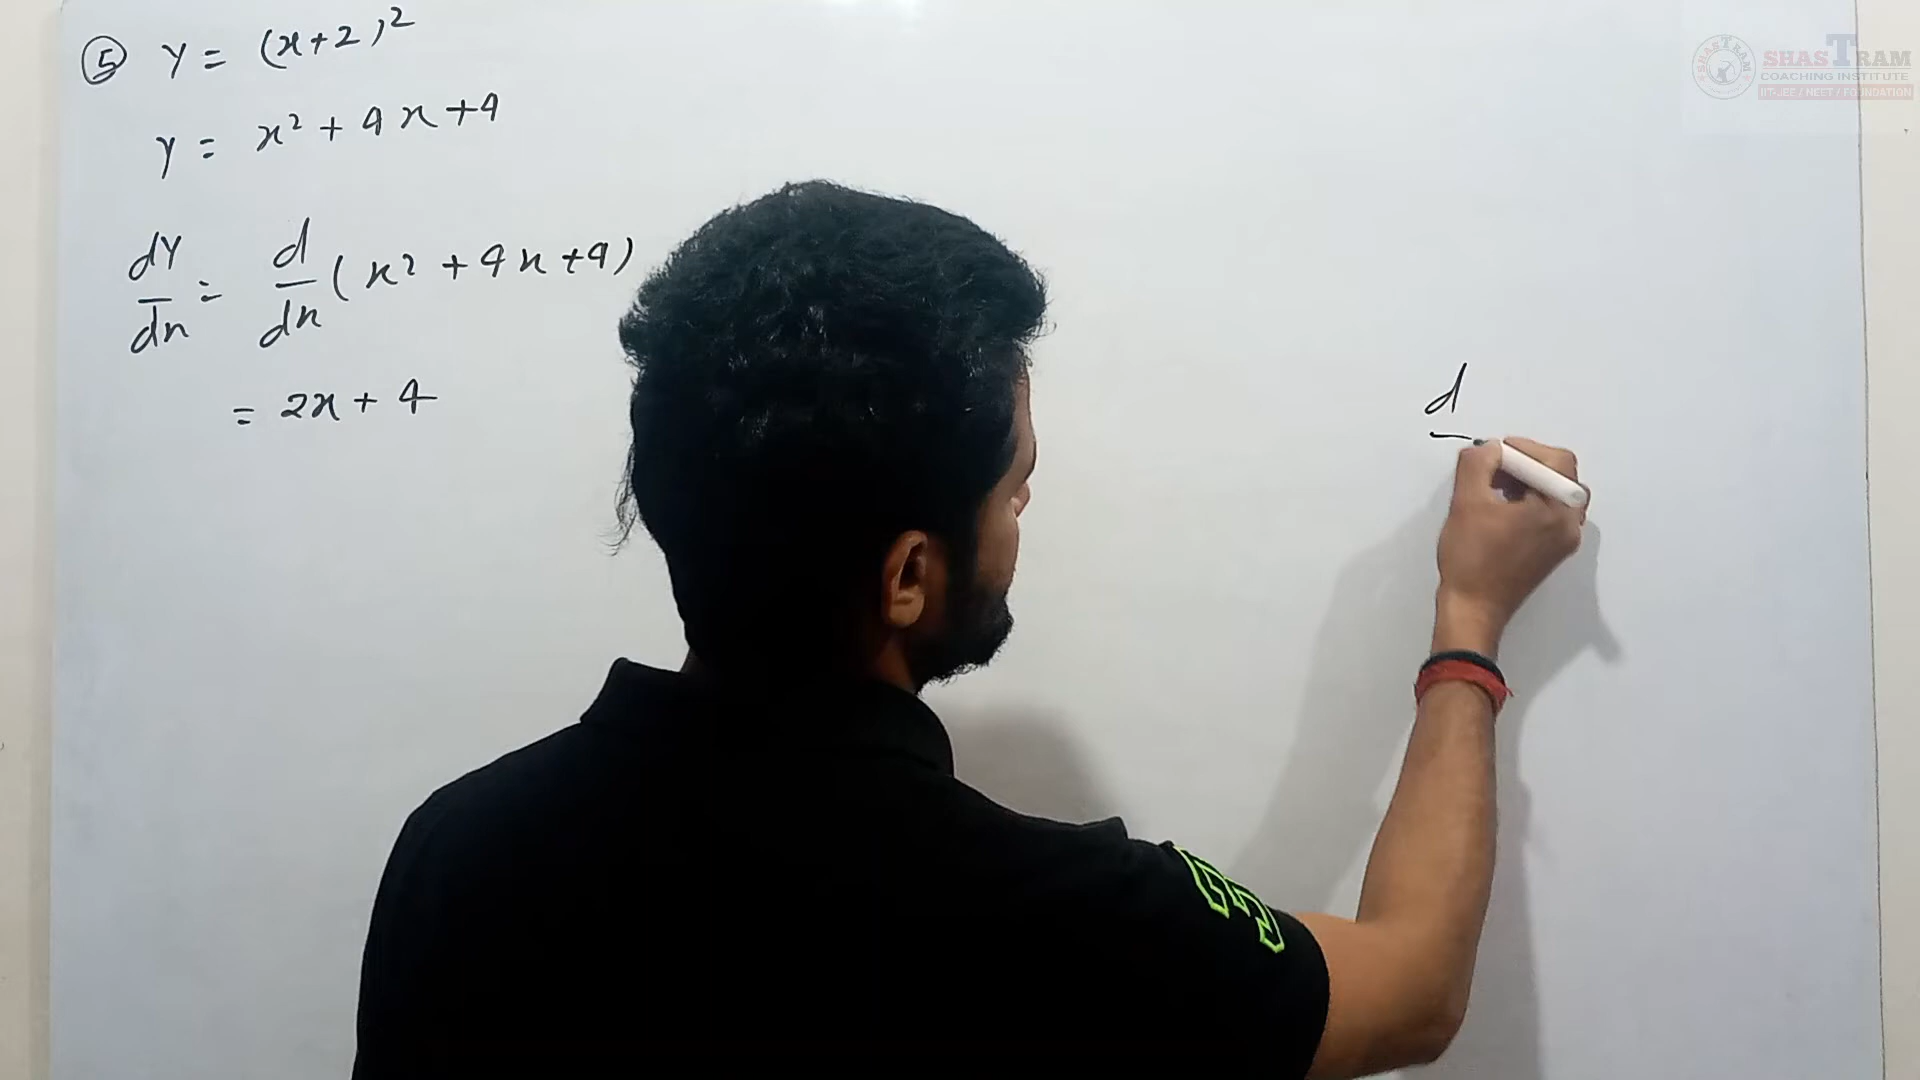 ⑤ y = (x+2)²
y = x² + 4x+4
dy/dx = d/dx (x² + 4x+4)
= 2x + 4
d
SHASTRAM
COACHING INSTITUTE
IIT-JEE / NEET / FOUNDATION